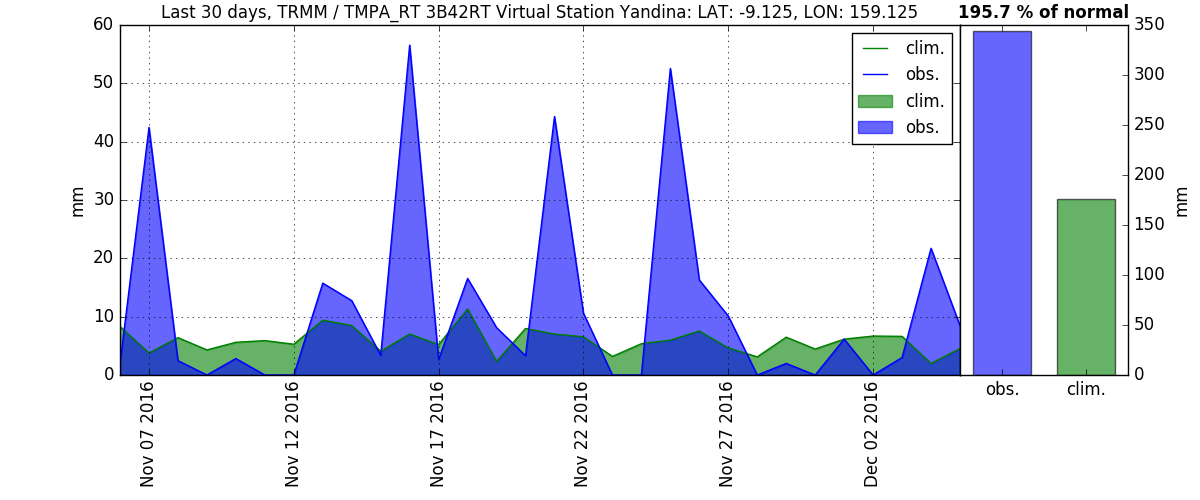 Last 30 days, TRMM / TMPA_RT 3B42RT Virtual Station Yandina: LAT: -9.125, LON: 159.125
195.7 % of normal
60
50
40
30
20
10
0
mm
clim.
obs.
clim.
obs.
Nov 07 2016
Nov 12 2016
Nov 17 2016
Nov 22 2016
Nov 27 2016
Dec 02 2016
350
300
250
200
150
100
50
0
mm
obs.
clim.